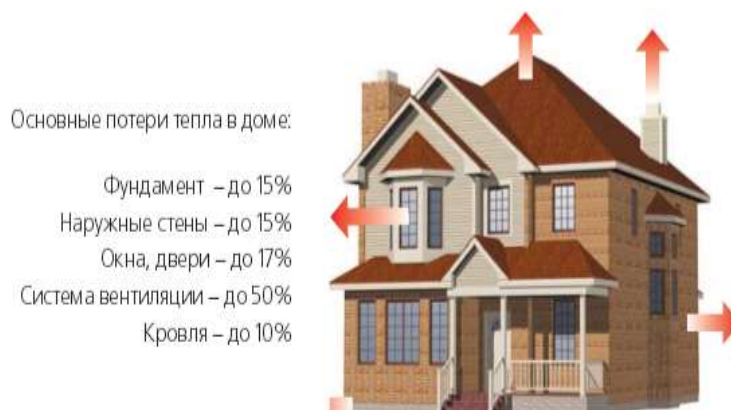 Основные потери тепла в доме:
Фундамент – до 15%
Наружные стены – до 15%
Окна, двери – до 17%
Система вентиляции – до 50%
Кровля – до 10%